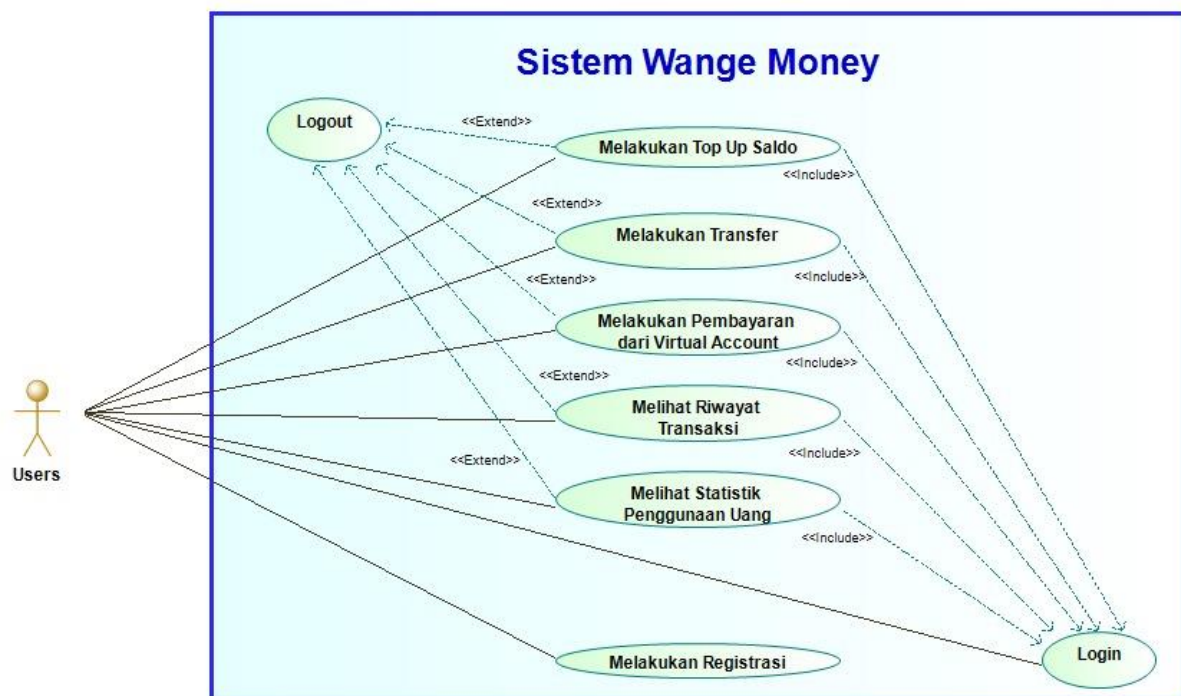 Sistem Wange Money
Logout
<<Extend>>
Melakukan Top Up Saldo
<<Include>>
<<Extend>>
Melakukan Transfer
<<Include>>
<<Extend>>
Melakukan Pembayaran
dari Virtual Account
<<Include>>
<<Extend>>
Melihat Riwayat
Transaksi
<<Include>>
<<Extend>>
Melihat Statistik
Penggunaan Uang
<<Include>>
Users
Melakukan Registrasi
Login